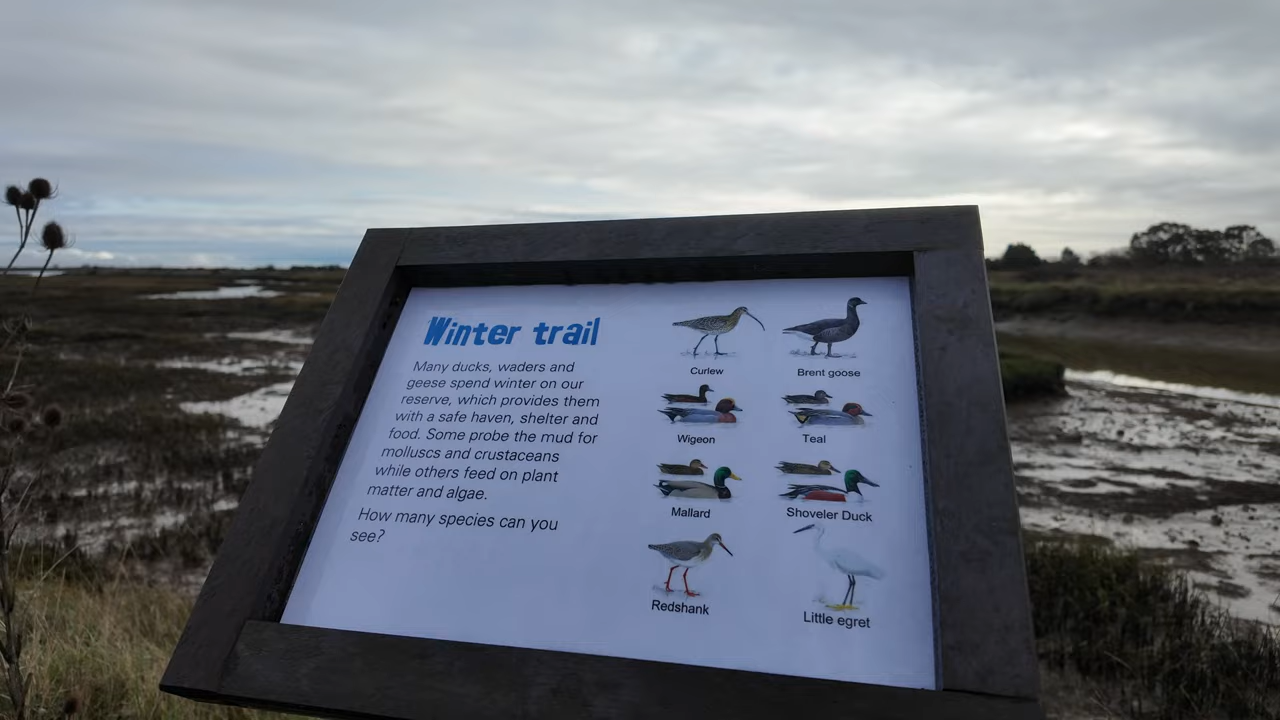 Winter trail
Many ducks, waders and
geese spend winter on our
reserve, which provides them
with a safe haven, shelter and
food. Some probe the mud for
molluscs and crustaceans
while others feed on plant
matter and algae.
How many species can you
see?
Curlew
Brent goose
Wigeon
Teal
Mallard
Shoveler Duck
Redshank
Little egret